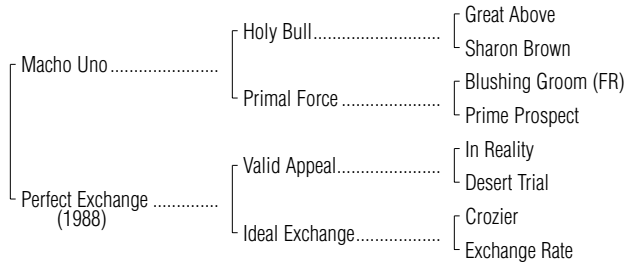 Great Above
Holy Bull
Sharon Brown
Macho Uno
Blushing Groom (FR)
Primal Force
Prime Prospect
In Reality
Valid Appeal
Desert Trial
Perfect Exchange
(1988)
Crozier
Ideal Exchange
Exchange Rate